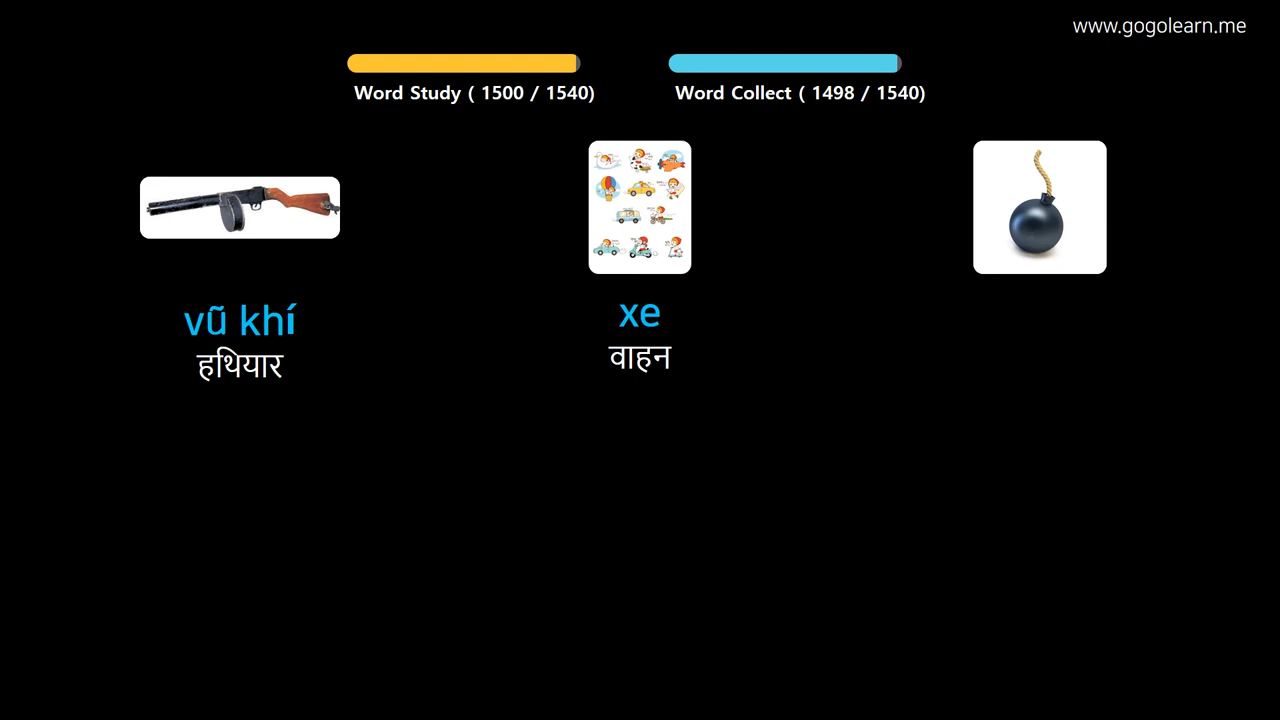 www.gogolearn.me
Word Study ( 1500 / 1540)
Word Collect ( 1498 / 1540)
vũ khí
हथियार
xe
वाहन